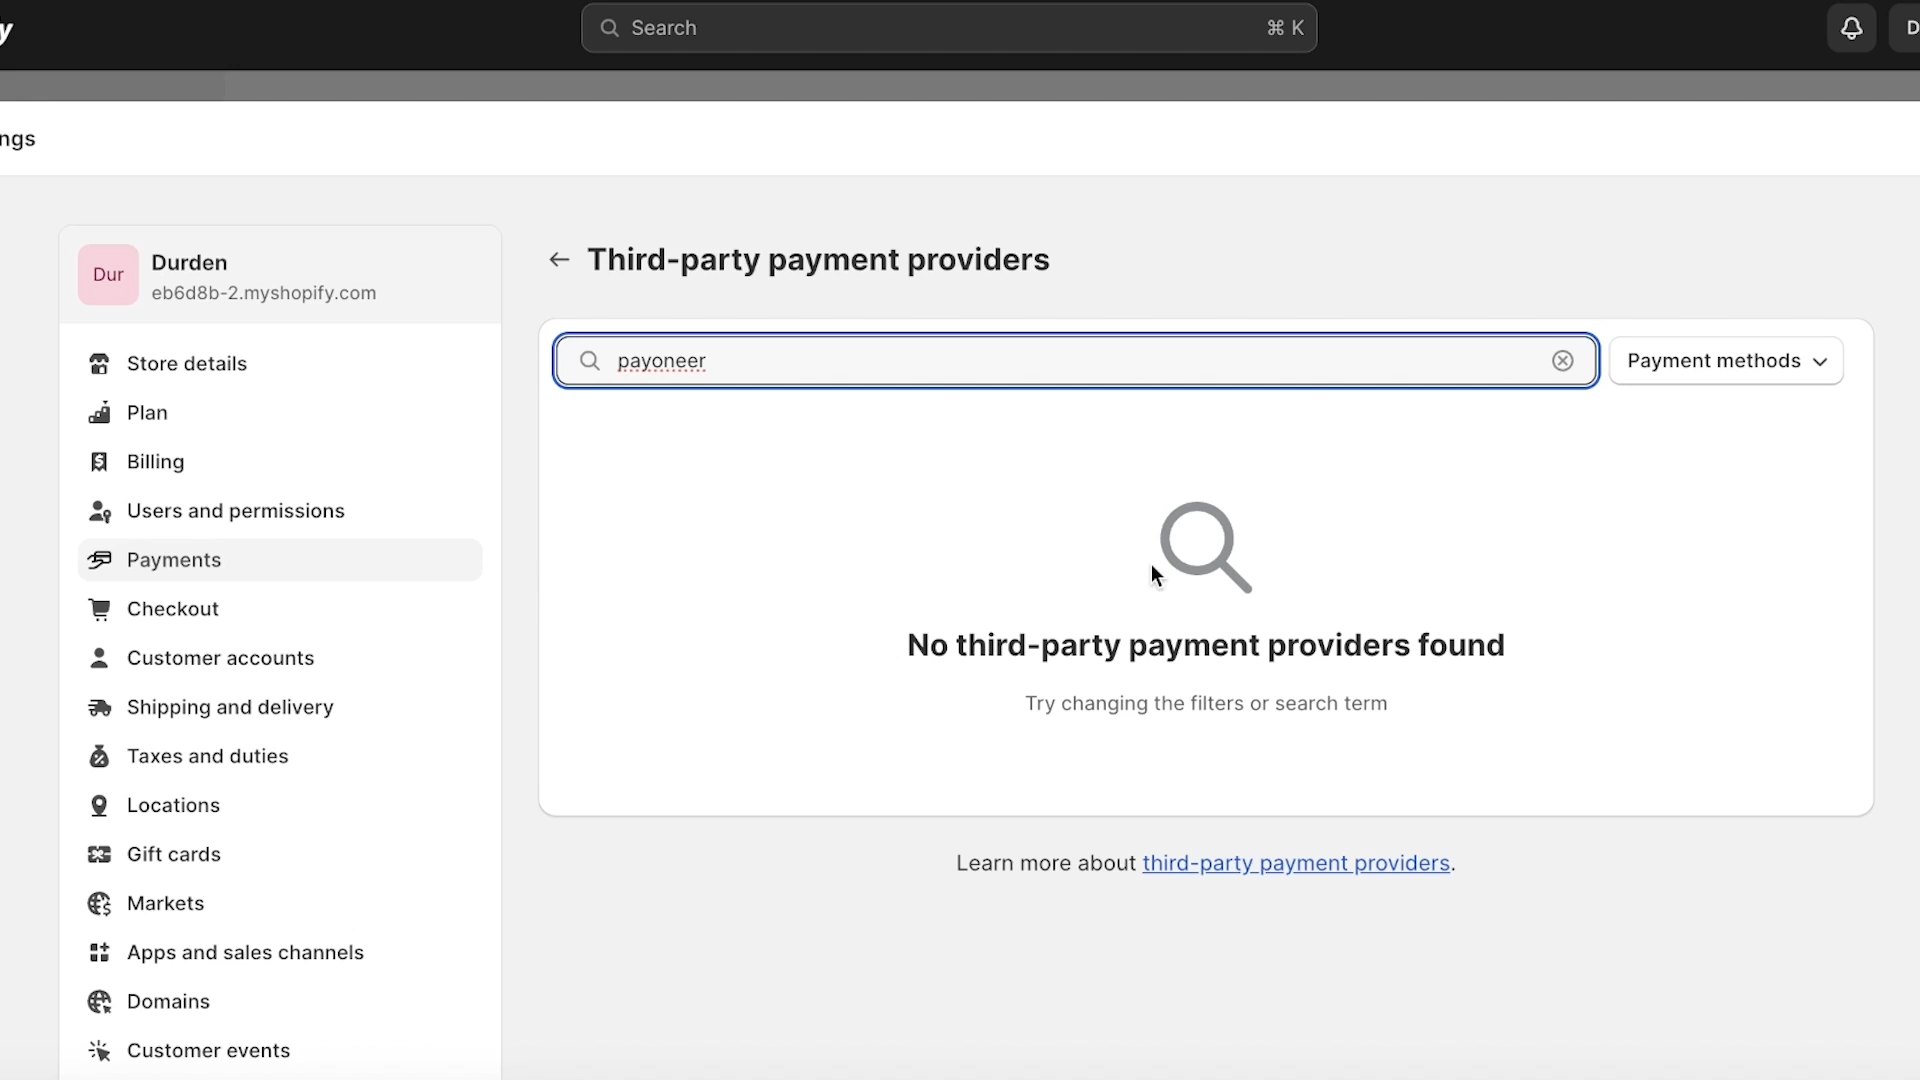 y
Search
⌘ K
D
ngs
Dur
Durden
eb6d8b-2.myshopify.com
Store details
Plan
Billing
Users and permissions
Payments
Checkout
Customer accounts
Shipping and delivery
Taxes and duties
Locations
Gift cards
Markets
Apps and sales channels
Domains
Customer events
Third-party payment providers
payoneer
Payment methods
No third-party payment providers found
Try changing the filters or search term
Learn more about third-party payment providers.